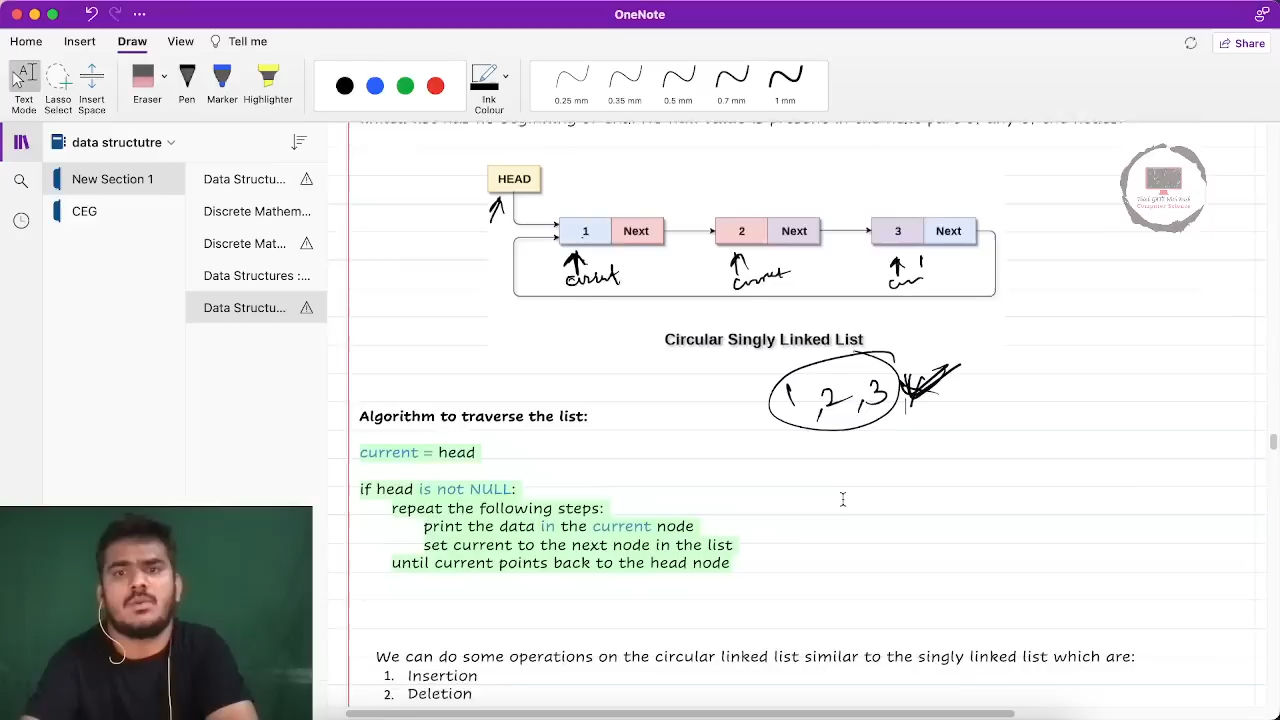 OneNote
Home Insert Draw View Tell me
Share
Text Mode
Lasso Select
Insert Space
Eraser
Pen
Marker
Highlighter
Ink Colour
0.25 mm 0.35 mm 0.5 mm 0.7 mm 1 mm
data structutre
New Section 1
CEG
Data Structu...
Discrete Mathem...
Discrete Mat...
Data Structures :...
Data Structu...
HEAD
1 Next 2 Next 3 Next
current current curr
Circular Singly Linked List
1, 2, 3
Algorithm to traverse the list:
current = head
if head is not NULL:
repeat the following steps:
print the data in the current node
set current to the next node in the list
until current points back to the head node
We can do some operations on the circular linked list similar to the singly linked list which are:
1. Insertion
2. Deletion
Computer Science